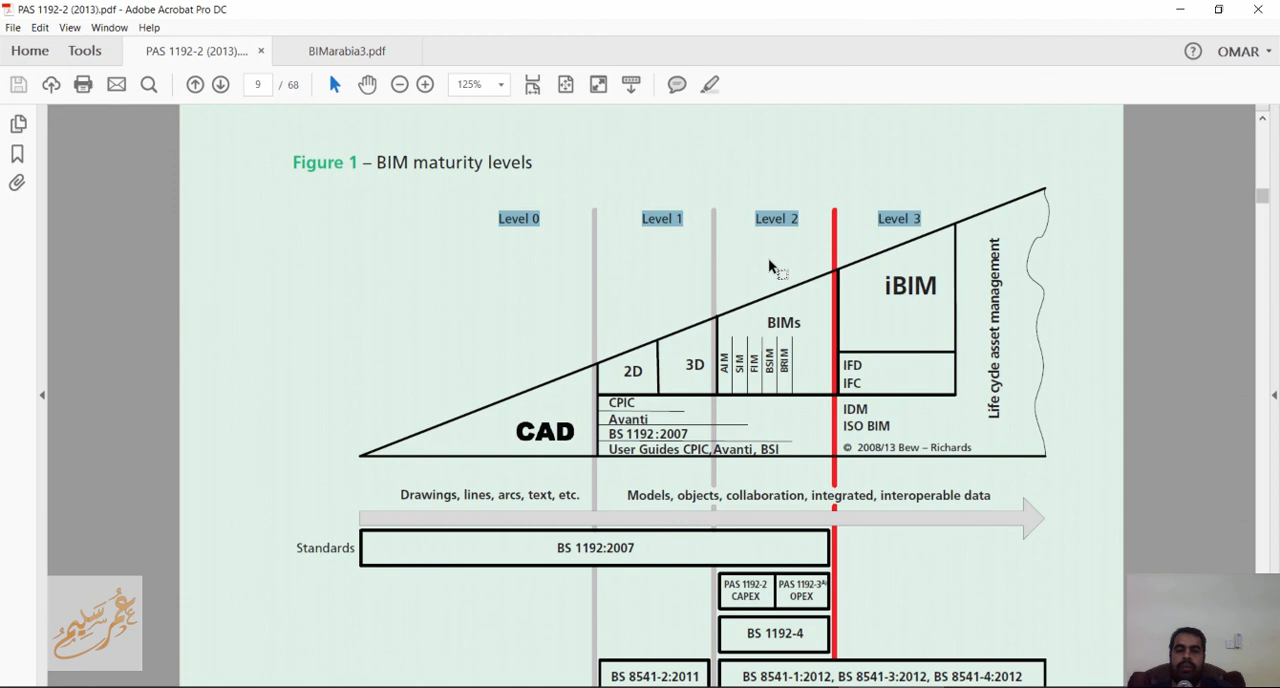 PAS 1192-2 (2013).pdf - Adobe Acrobat Pro DC
File Edit View Window Help
Home Tools PAS 1192-2 (2013).... × BIMarabia3.pdf OMAR
9 / 68 125%
Figure 1 – BIM maturity levels
Level 0 Level 1 Level 2 Level 3
iBIM
Life cycle asset management
BIMs
2D 3D AIM SIM FIM BSIM BRIM
IFD
IFC
CAD
CPIC
Avanti
BS 1192:2007
User Guides CPIC, Avanti, BSI
IDM
ISO BIM
© 2008/13 Bew – Richards
Drawings, lines, arcs, text, etc. Models, objects, collaboration, integrated, interoperable data
Standards BS 1192:2007
PAS 1192-2 CAPEX
PAS 1192-3A) OPEX
BS 1192-4
BS 8541-2:2011 BS 8541-1:2012, BS 8541-3:2012, BS 8541-4:2012
عمر سليم